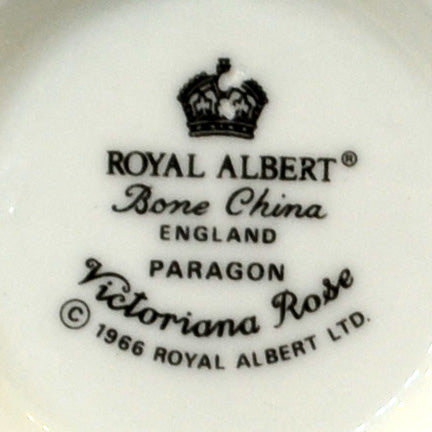 ROYAL ALBERT®
Bone China
ENGLAND
PARAGON
Victoriana Rose
© 1966 ROYAL ALBERT LTD.